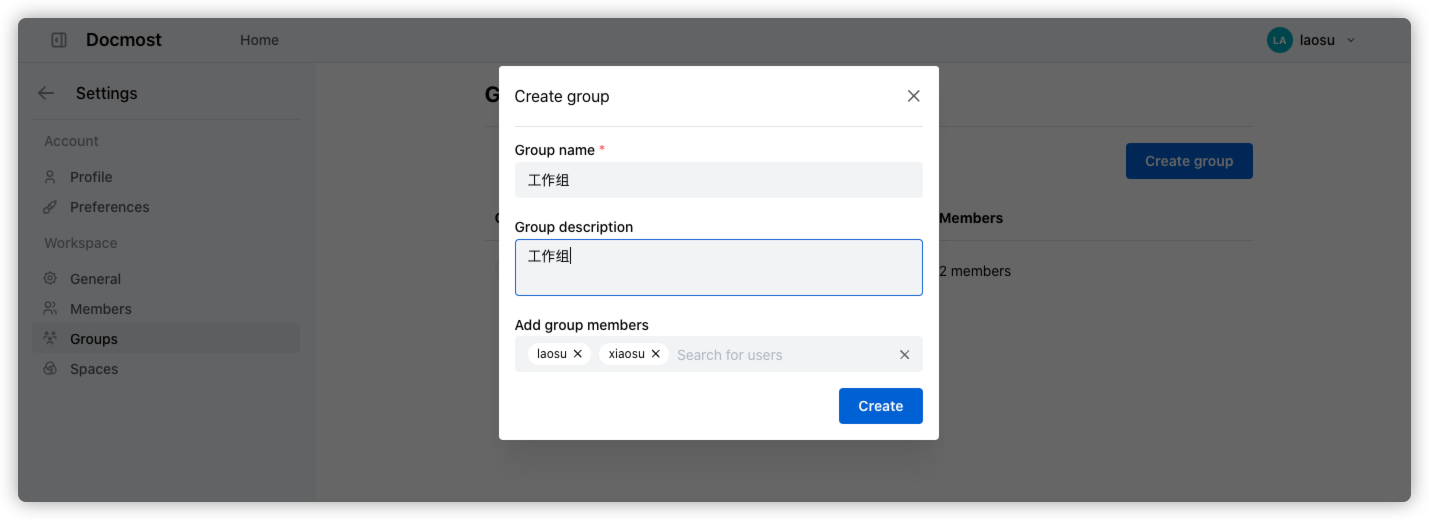 Docmost Home LA laosu
Settings
Account
Profile
Preferences
Workspace
General
Members
Groups
Spaces
Create group
Members
2 members
Create group
Group name *
工作组
Group description
工作组
Add group members
laosu xiaosu Search for users
Create